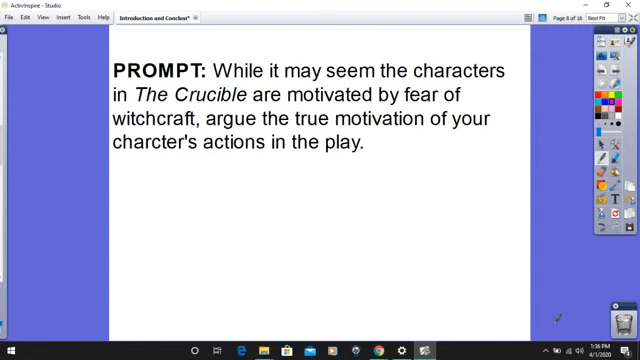 ActivInspire - Studio
File Edit View Insert Tools Help
Introduction and Conclusi*
Page 8 of 16
Best Fit
PROMPT: While it may seem the characters
in The Crucible are motivated by fear of
witchcraft, argue the true motivation of your
charcter's actions in the play.
1:36 PM
4/1/2020